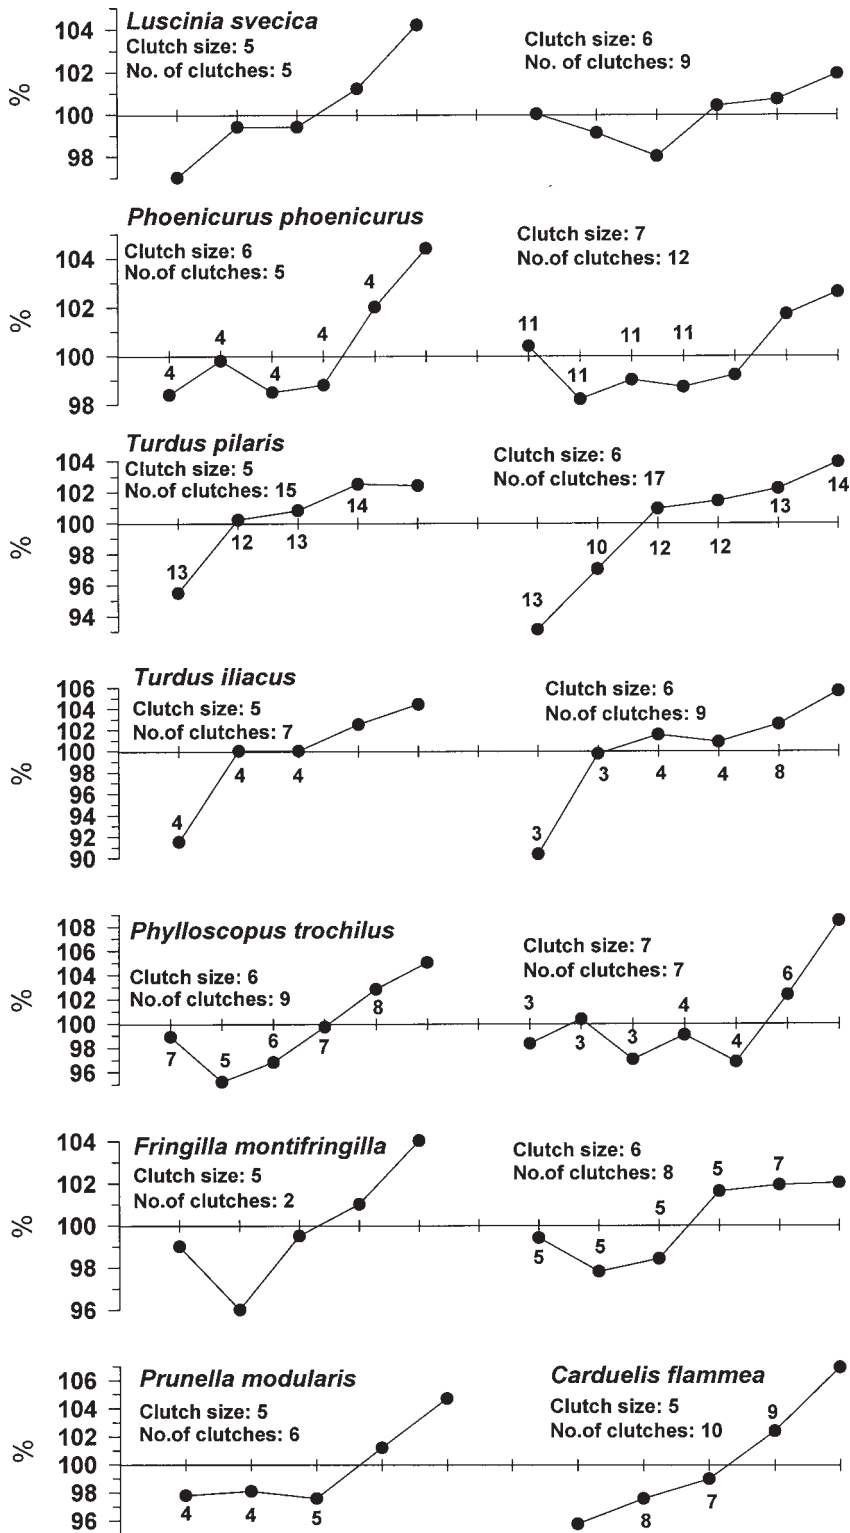 Luscinia svecica
Clutch size: 5
No. of clutches: 5
Clutch size: 6
No. of clutches: 9
104
102
100
98
%
Phoenicurus phoenicurus
Clutch size: 6
No.of clutches: 5
Clutch size: 7
No.of clutches: 12
104
102
100
98
%
4
4
4
4
4
11
11
11
11
Turdus pilaris
Clutch size: 5
No.of clutches: 15
Clutch size: 6
No.of clutches: 17
104
102
100
98
96
94
%
13
12
13
14
13
10
12
12
13
14
Turdus iliacus
Clutch size: 5
No.of clutches: 7
Clutch size: 6
No.of clutches: 9
106
104
102
100
98
96
94
92
90
%
4
4
4
3
3
4
4
8
Phylloscopus trochilus
Clutch size: 6
No.of clutches: 9
Clutch size: 7
No.of clutches: 7
108
106
104
102
100
98
96
%
7
5
6
7
8
3
3
3
4
4
6
Fringilla montifringilla
Clutch size: 5
No.of clutches: 2
Clutch size: 6
No.of clutches: 8
104
102
100
98
96
%
5
5
5
5
7
Prunella modularis
Clutch size: 5
No.of clutches: 6
Carduelis flammea
Clutch size: 5
No.of clutches: 10
106
104
102
100
98
96
%
4
4
5
8
7
9